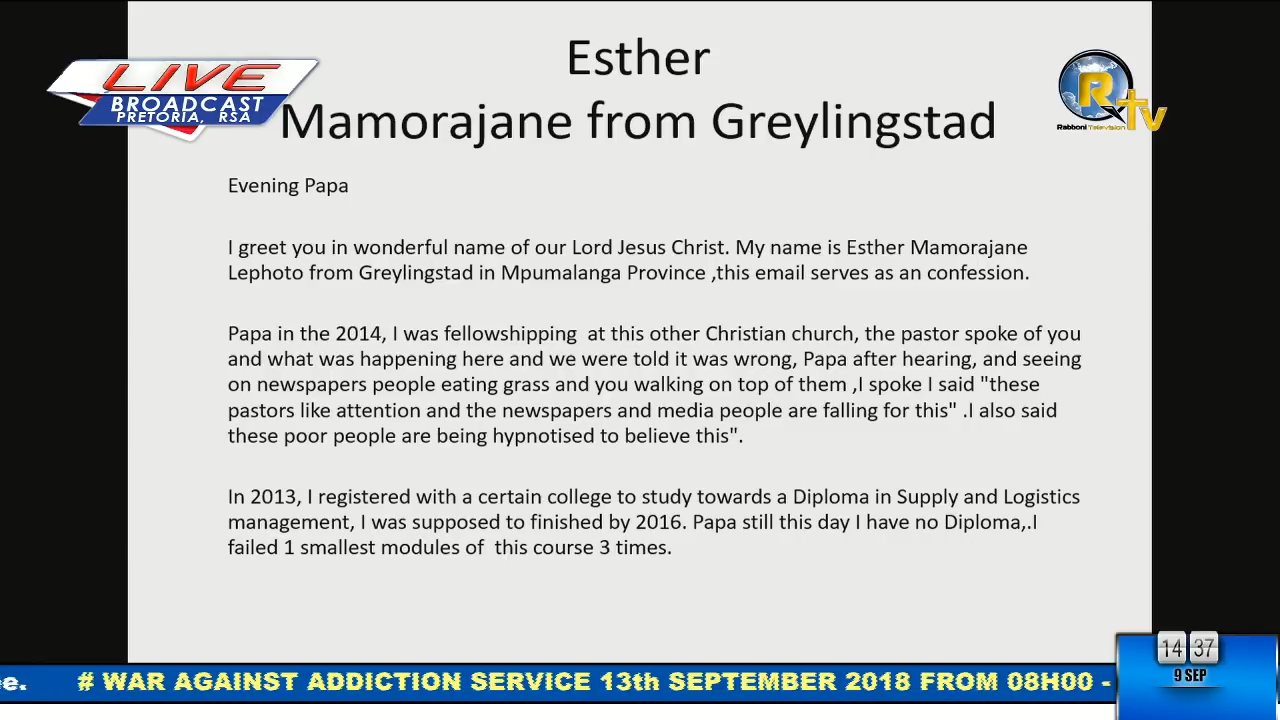 Esther
Mamorajane from Greylingstad
LIVE
BROADCAST
PRETORIA, RSA
R tv
Rabboni Television
Evening Papa
I greet you in wonderful name of our Lord Jesus Christ. My name is Esther Mamorajane
Lephoto from Greylingstad in Mpumalanga Province ,this email serves as an confession.
Papa in the 2014, I was fellowshipping  at this other Christian church, the pastor spoke of you
and what was happening here and we were told it was wrong, Papa after hearing, and seeing
on newspapers people eating grass and you walking on top of them ,I spoke I said "these
pastors like attention and the newspapers and media people are falling for this" .I also said
these poor people are being hypnotised to believe this".
In 2013, I registered with a certain college to study towards a Diploma in Supply and Logistics
management, I was supposed to finished by 2016. Papa still this day I have no Diploma,.I
failed 1 smallest modules of  this course 3 times.
14 37
9 SEP
ee.  # WAR AGAINST ADDICTION SERVICE 13th SEPTEMBER 2018 FROM 08H00 -